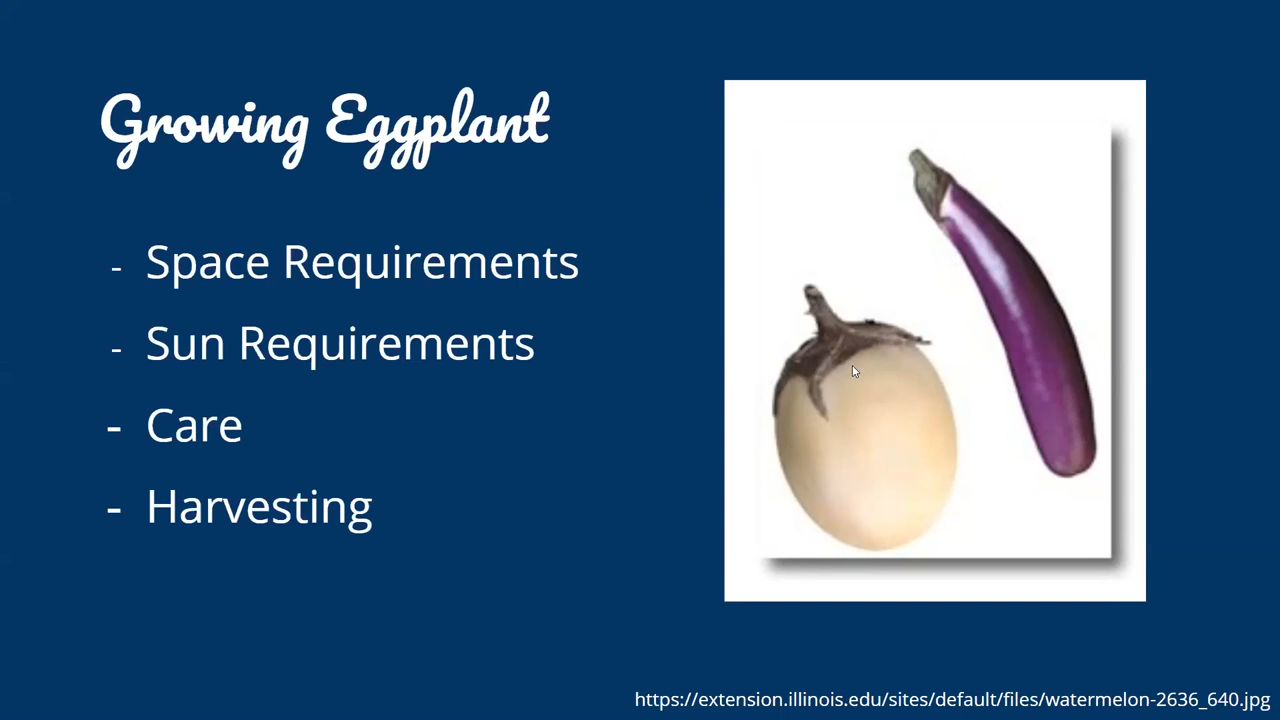 Growing Eggplant
- Space Requirements
- Sun Requirements
- Care
- Harvesting
https://extension.illinois.edu/sites/default/files/watermelon-2636_640.jpg